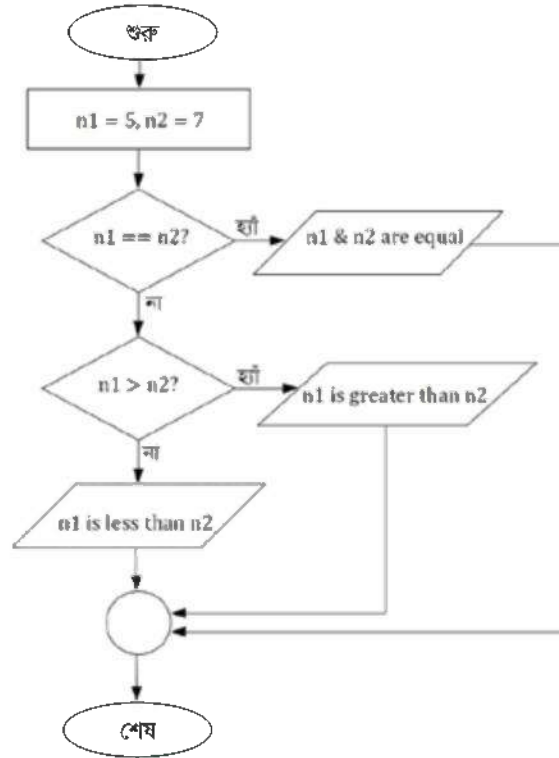 শুরু
n1 = 5, n2 = 7
n1 == n2?
হ্যাঁ
n1 & n2 are equal
না
n1 > n2?
হ্যাঁ
n1 is greater than n2
না
n1 is less than n2
শেষ